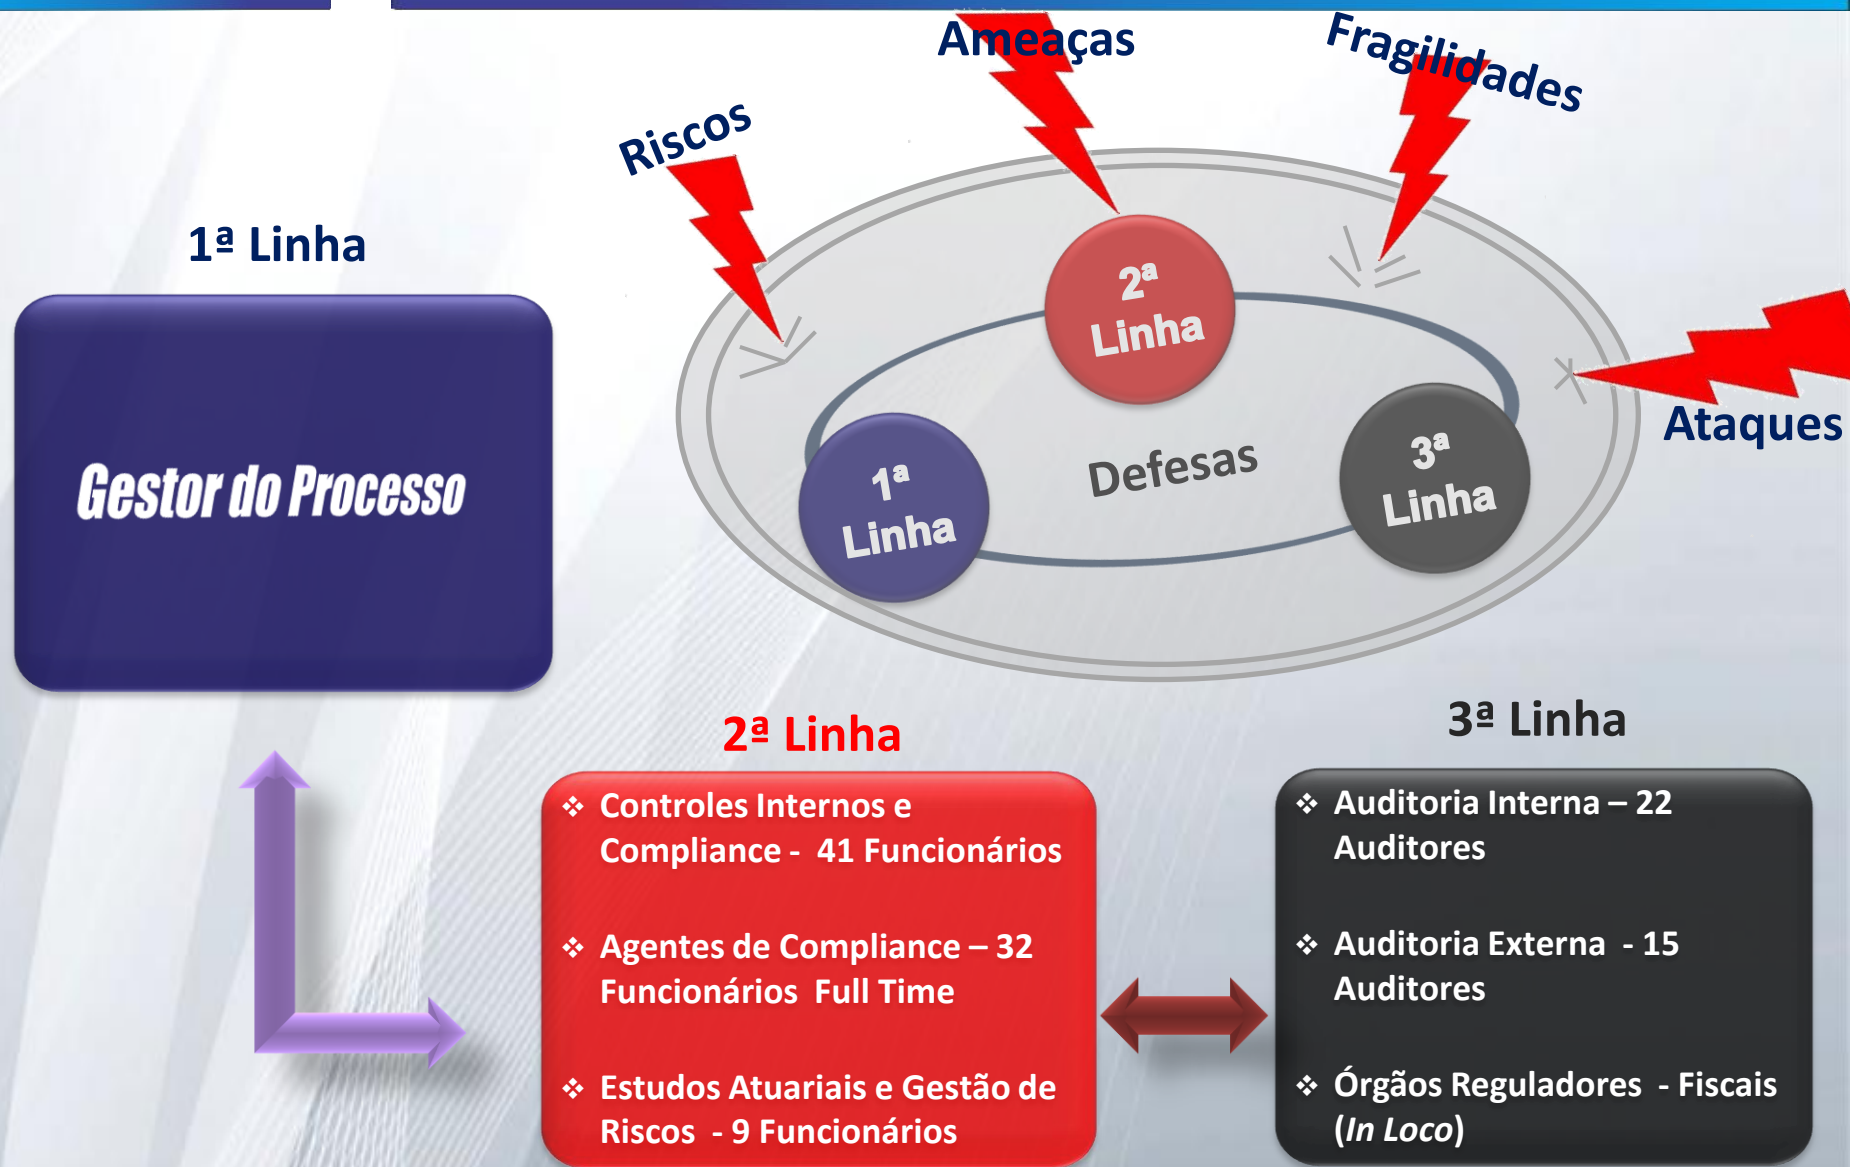 Ameaças
Fragilidades
Riscos
1ª Linha
2ª
Linha
Ataques
Gestor do Processo
1ª
Linha
Defesas
3ª
Linha
2ª Linha
3ª Linha
❖ Controles Internos e
Compliance - 41 Funcionários
❖ Agentes de Compliance – 32
Funcionários Full Time
❖ Estudos Atuariais e Gestão de
Riscos - 9 Funcionários
❖ Auditoria Interna – 22
Auditores
❖ Auditoria Externa - 15
Auditores
❖ Órgãos Reguladores - Fiscais
(In Loco)